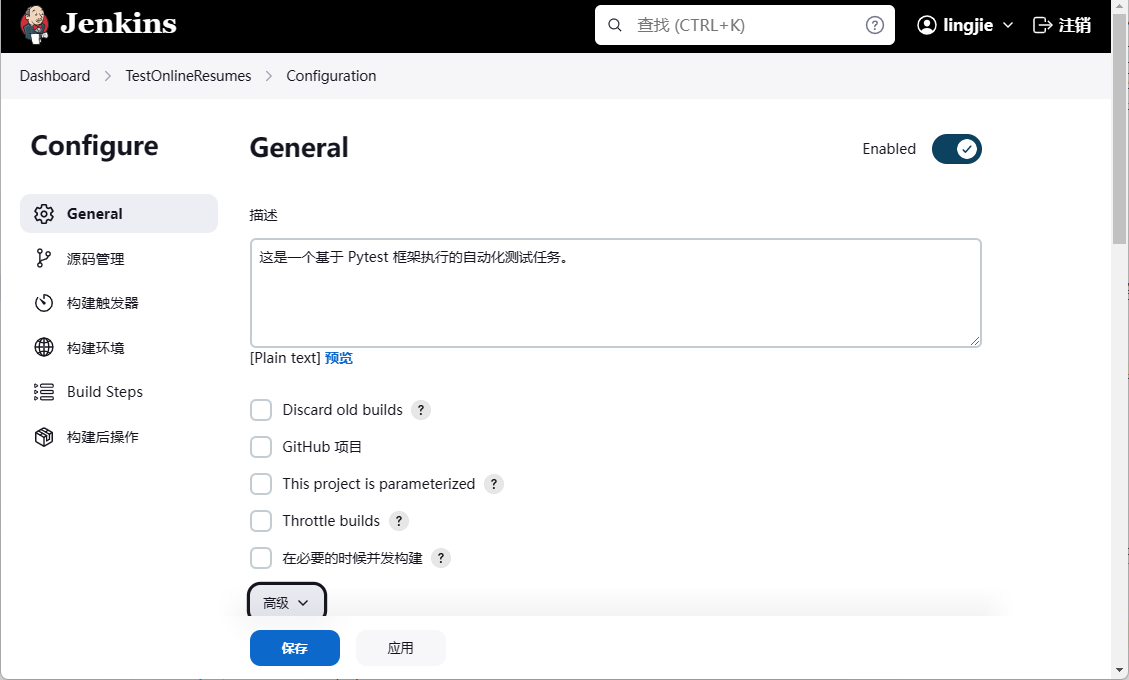 Jenkins
查找 (CTRL+K)
?
lingjie
注销
Dashboard
TestOnlineResumes
Configuration
Configure
General
源码管理
构建触发器
构建环境
Build Steps
构建后操作
General
Enabled
描述
这是一个基于 Pytest 框架执行的自动化测试任务。
[Plain text] 预览
Discard old builds ?
GitHub 项目
This project is parameterized ?
Throttle builds ?
在必要的时候并发构建 ?
高级
保存
应用